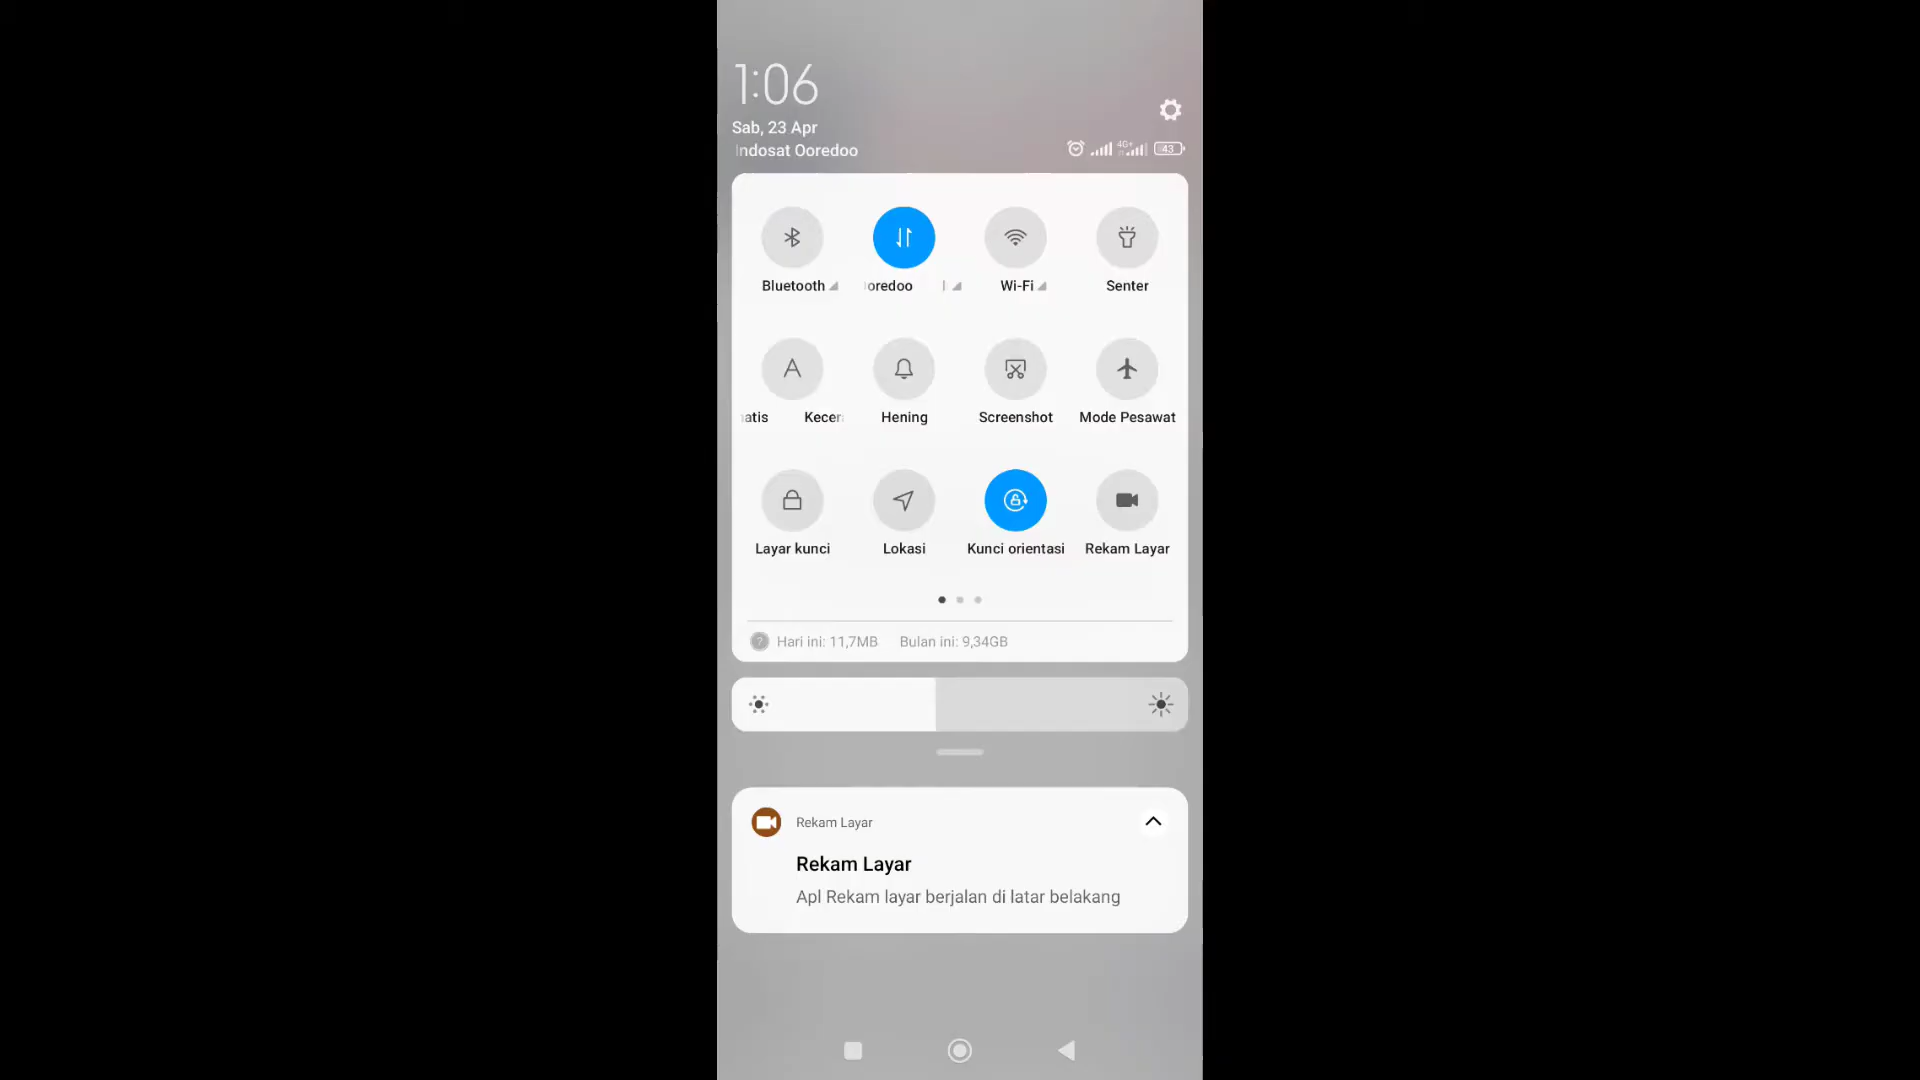 1:06
Sab, 23 Apr
Indosat Ooredoo
4G+
43
Bluetooth
oredoo
Wi-Fi
Senter
A
atis Kecer
Hening
Screenshot
Mode Pesawat
Layar kunci
Lokasi
Kunci orientasi
Rekam Layar
? Hari ini: 11,7MB Bulan ini: 9,34GB
Rekam Layar
Rekam Layar
Apl Rekam layar berjalan di latar belakang